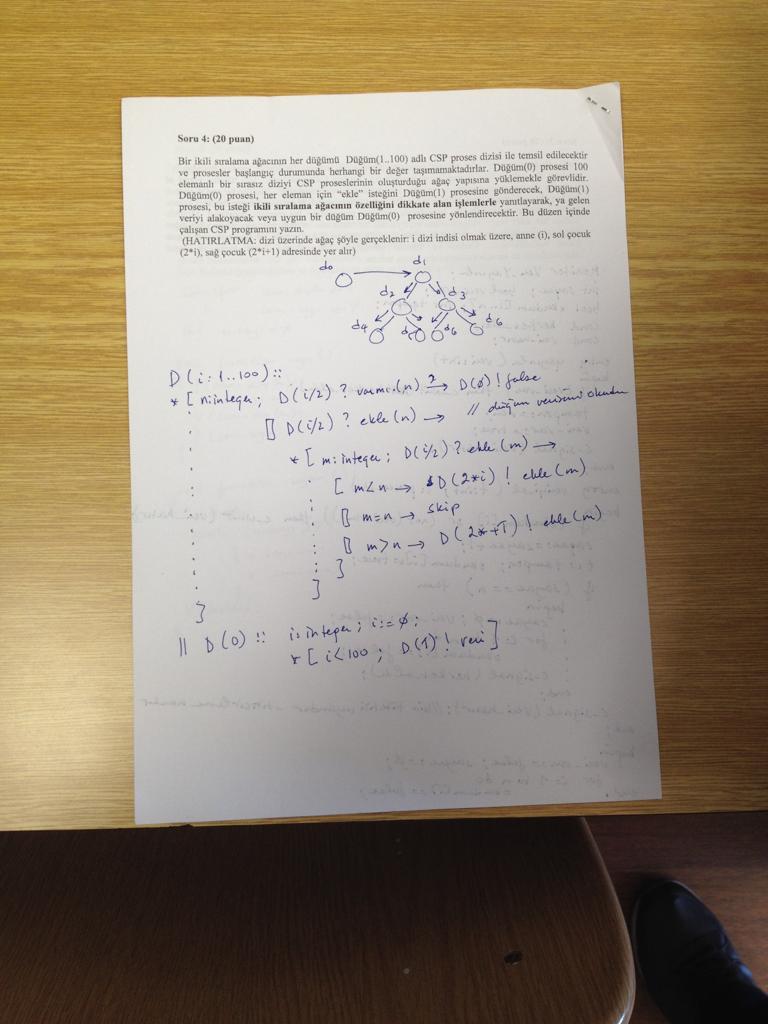 Soru 4: (20 puan)
Bir ikili sıralama ağacının her düğümü Düğüm(1..100) adlı CSP proses dizisi ile temsil edilecektir
ve prosesler başlangıç durumunda herhangi bir değer taşımamaktadırlar. Düğüm(0) prosesi 100
elemanlı bir sırasız diziyi CSP proseslerinin oluşturduğu ağaç yapısına yüklemekle görevlidir.
Düğüm(0) prosesi, her eleman için "ekle" isteğini Düğüm(1) prosesine gönderecek, Düğüm(1)
prosesi, bu isteği ikili sıralama ağacının özelliğini dikkate alan işlemlerle yanıtlayarak, ya gelen
veriyi alakoyacak veya uygun bir düğüm Düğüm(0) prosesine yönlendirecektir. Bu düzen içinde
çalışan CSP programını yazın.
(HATIRLATMA: dizi üzerinde ağaç şöyle gerçeklenir: i dizi indisi olmak üzere, anne (i), sol çocuk
(2*i), sağ çocuk (2*i+1) adresinde yer alır)
d0 d1
d2 d3
d4 d5 d6 d6
D(i:1..100)::
*[ n:integer; D(i/2) ? varmı(n) → D(0) ! false
[] D(i/2) ? ekle(n) → // düğüm verisini okudu
*[ m:integer; D(i/2) ? ekle(m) →
[ m<n → D(2*i) ! ekle(m)
[] m=n → skip
[] m>n → D(2*+1) ! ekle(m)
]
]
]
|| D(0) :: i:integer; i:=0;
*[ i<100; D(1) ! veri ]